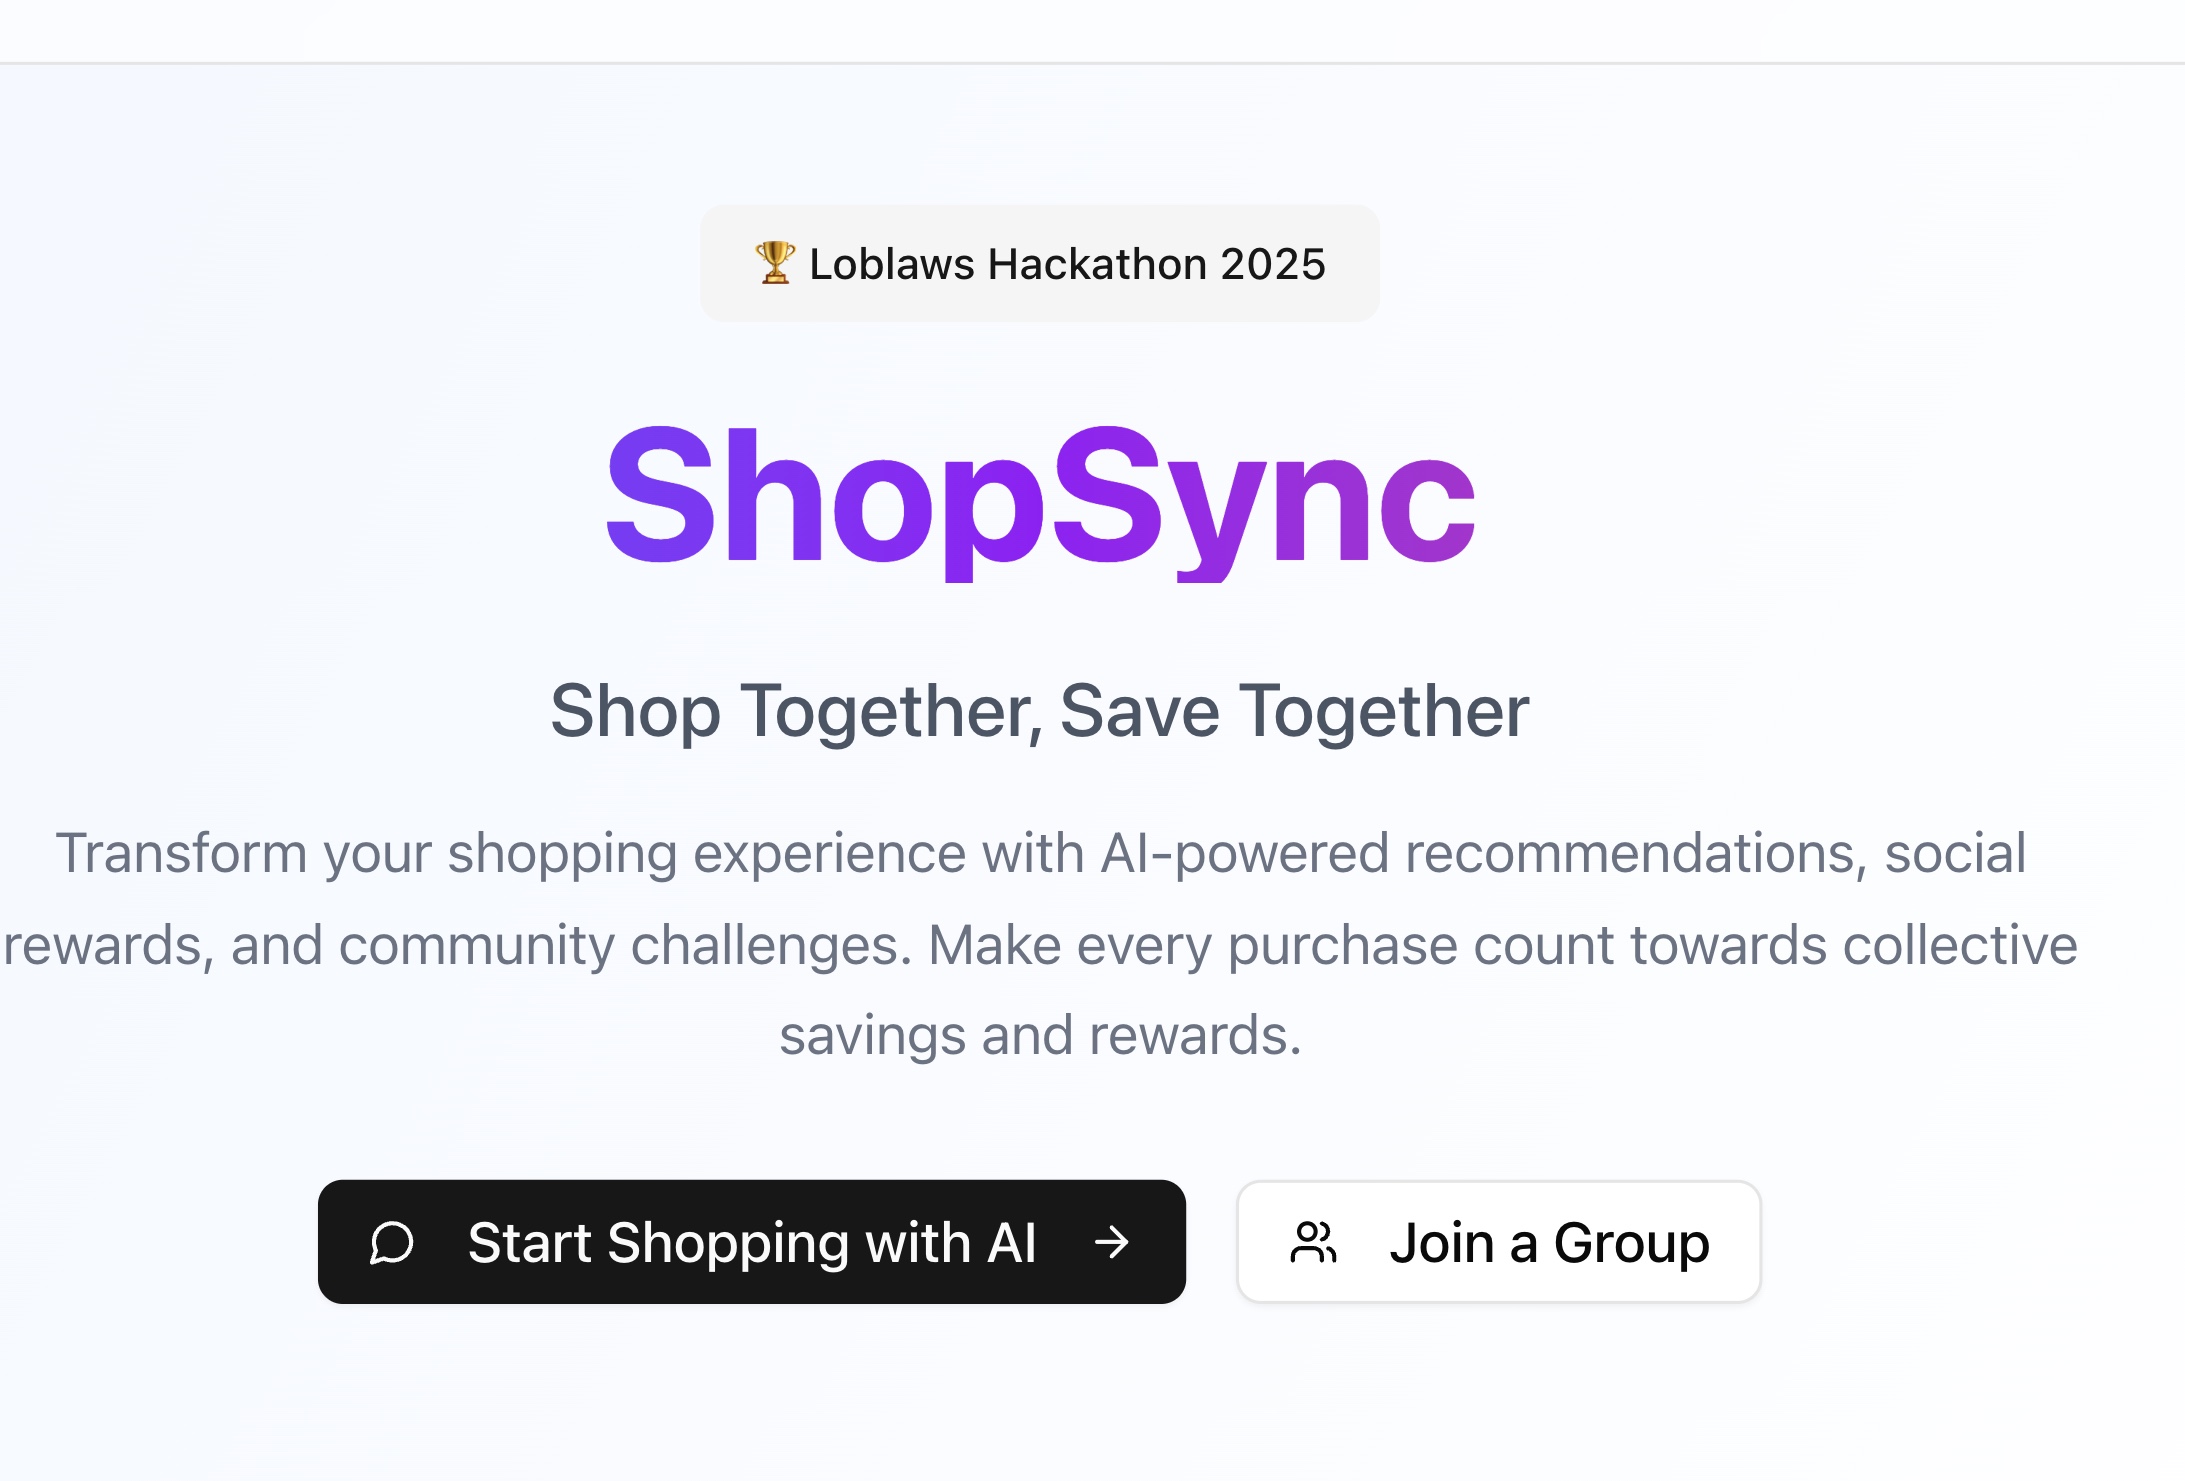 🏆 Loblaws Hackathon 2025
ShopSync
Shop Together, Save Together
Transform your shopping experience with AI-powered recommendations, social
rewards, and community challenges. Make every purchase count towards collective
savings and rewards.
Start Shopping with AI →
Join a Group